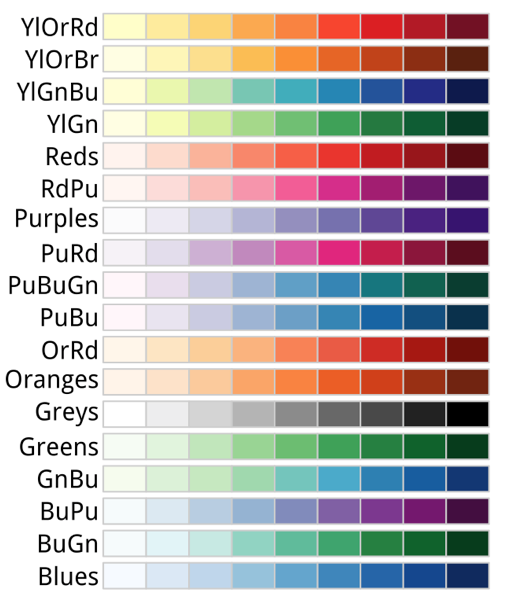 YlOrRd
YlOrBr
YlGnBu
YlGn
Reds
RdPu
Purples
PuRd
PuBuGn
PuBu
OrRd
Oranges
Greys
Greens
GnBu
BuPu
BuGn
Blues